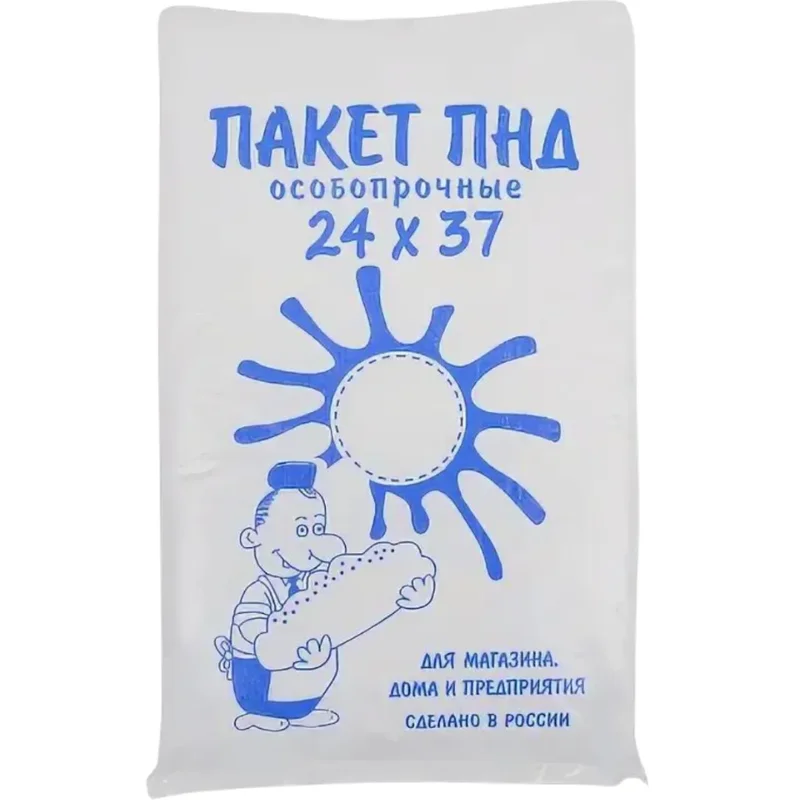 ПАКЕТ ПНД
особопрочные
24 х 37
ДЛЯ МАГАЗИНА,
ДОМА И ПРЕДПРИЯТИЯ
СДЕЛАНО В РОССИИ